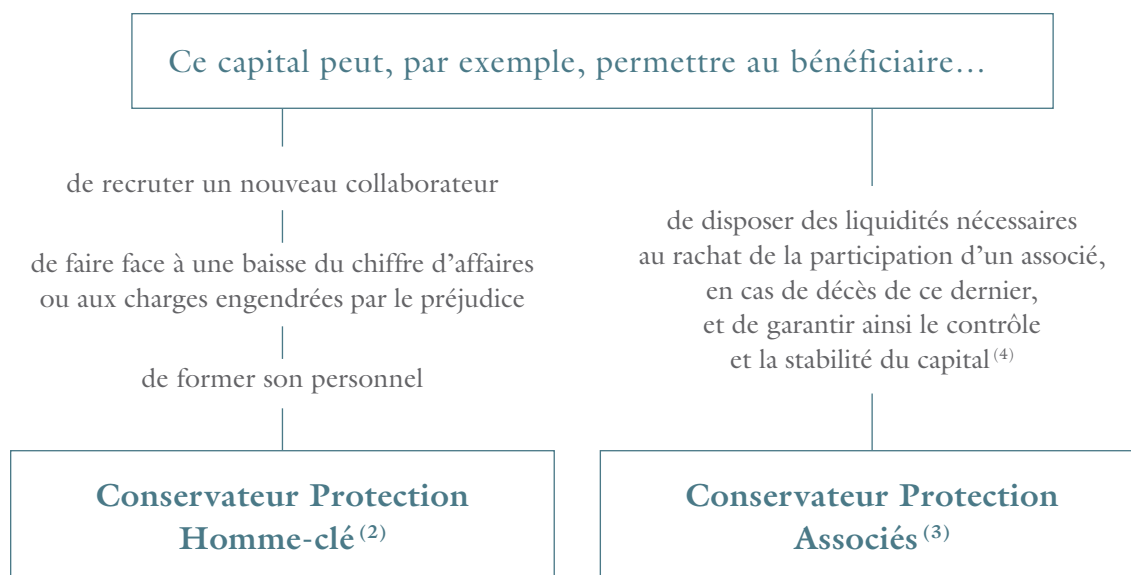 Ce capital peut, par exemple, permettre au bénéficiaire…
de recruter un nouveau collaborateur
de faire face à une baisse du chiffre d’affaires
ou aux charges engendrées par le préjudice
de former son personnel
Conservateur Protection
Homme-clé (2)
de disposer des liquidités nécessaires
au rachat de la participation d’un associé,
en cas de décès de ce dernier,
et de garantir ainsi le contrôle
et la stabilité du capital (4)
Conservateur Protection
Associés (3)